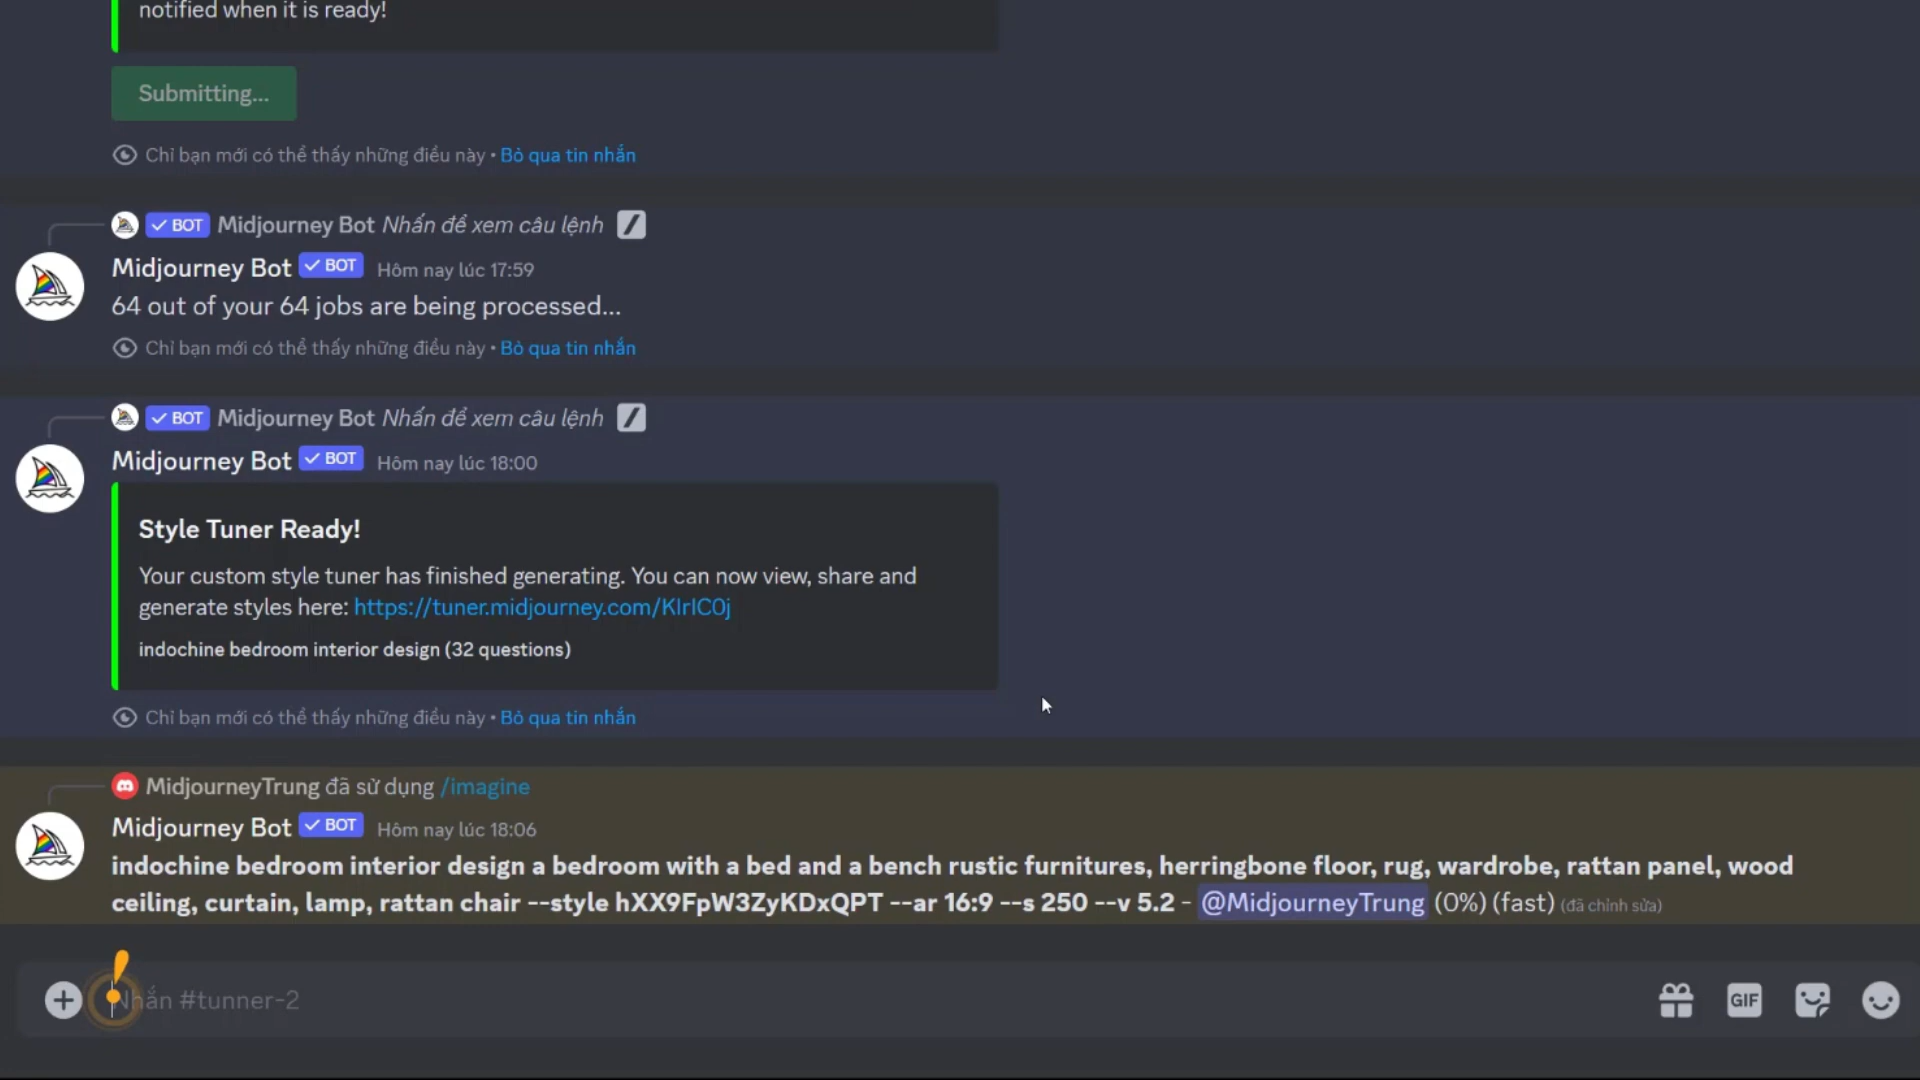 notified when it is ready!
Submitting...
Chỉ bạn mới có thể thấy những điều này • Bỏ qua tin nhắn
BOT Midjourney Bot Nhấn để xem câu lệnh
Midjourney Bot BOT Hôm nay lúc 17:59
64 out of your 64 jobs are being processed...
Chỉ bạn mới có thể thấy những điều này • Bỏ qua tin nhắn
BOT Midjourney Bot Nhấn để xem câu lệnh
Midjourney Bot BOT Hôm nay lúc 18:00
Style Tuner Ready!
Your custom style tuner has finished generating. You can now view, share and
generate styles here: https://tuner.midjourney.com/KIrIC0j
indochine bedroom interior design (32 questions)
Chỉ bạn mới có thể thấy những điều này • Bỏ qua tin nhắn
MidjourneyTrung đã sử dụng /imagine
Midjourney Bot BOT Hôm nay lúc 18:06
indochine bedroom interior design a bedroom with a bed and a bench rustic furnitures, herringbone floor, rug, wardrobe, rattan panel, wood
ceiling, curtain, lamp, rattan chair --style hXX9FpW3ZyKDxQPT --ar 16:9 --s 250 --v 5.2 - @MidjourneyTrung (0%) (fast) (đã chỉnh sửa)
Nhắn #tunner-2
GIF